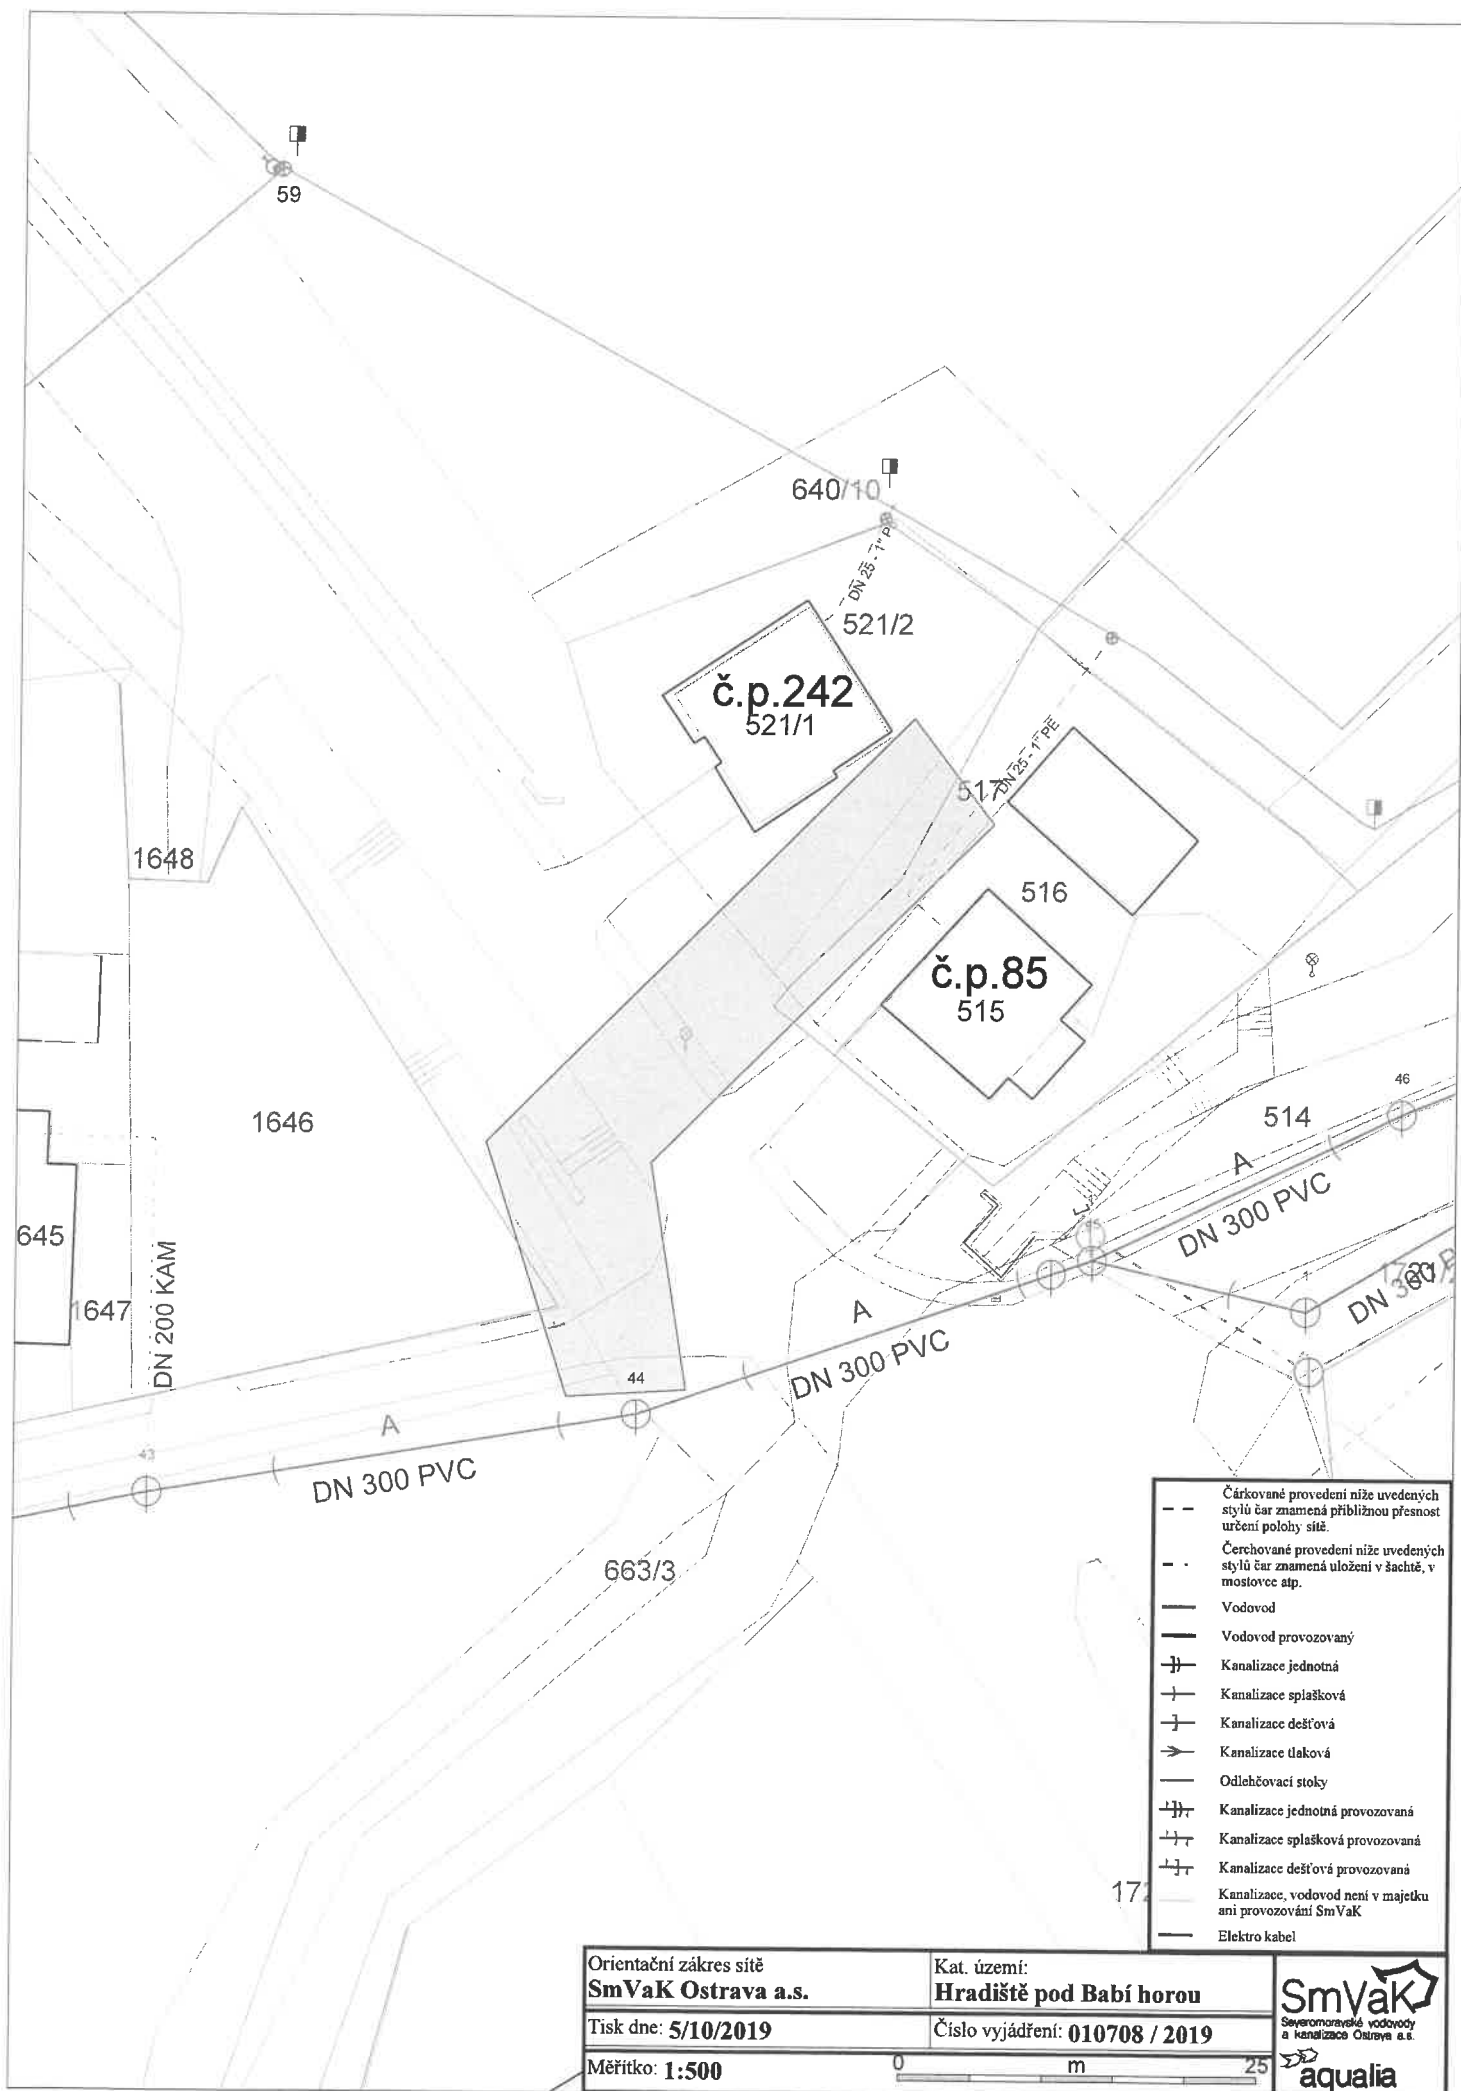 59
640/10
DN 25 - 1" P
521/2
č.p.242
521/1
DN 25 - 1" PE
517
1648
516
č.p.85
515
46
514
1646
A
DN 300 PVC
645
45
DN 200 KAM
1647
A
DN 300 PVC
44
A
43
DN 300 PVC
663/3
172
Čárkované provedení níže uvedených
stylů čar znamená přibližnou přesnost
určení polohy sítě.
Čerchované provedení níže uvedených
stylů čar znamená uložení v šachtě, v
mostovce atp.
Vodovod
Vodovod provozovaný
Kanalizace jednotná
Kanalizace splašková
Kanalizace dešťová
Kanalizace tlaková
Odlehčovací stoky
Kanalizace jednotná provozovaná
Kanalizace splašková provozovaná
Kanalizace dešťová provozovaná
Kanalizace, vodovod není v majetku
ani provozování SmVaK
Elektro kabel
Orientační zákres sítě
SmVaK Ostrava a.s.
Kat. území:
Hradiště pod Babí horou
Tisk dne: 5/10/2019
Číslo vyjádření: 010708 / 2019
Měřítko: 1:500
0 m 25
SmVaK
Severomoravské vodovody
a kanalizace Ostrava a.s.
aqualia